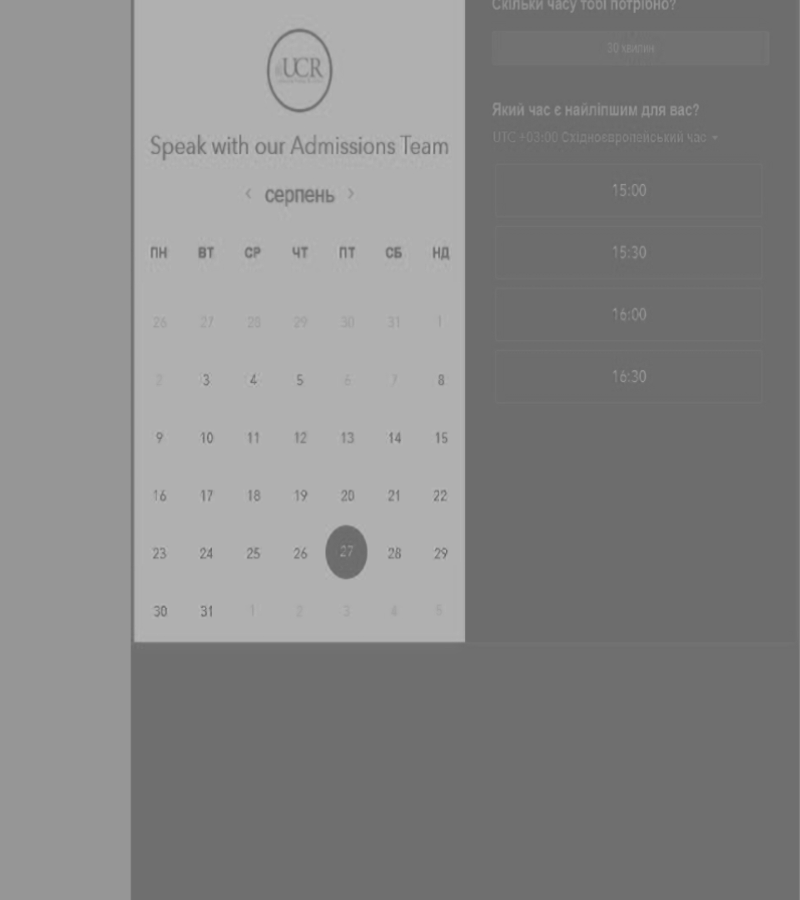 UCR
Speak with our Admissions Team
‹ серпень ›
ПН ВТ СР ЧТ ПТ СБ НД
26 27 28 29 30 31 1
2 3 4 5 6 7 8
9 10 11 12 13 14 15
16 17 18 19 20 21 22
23 24 25 26 27 28 29
30 31 1 2 3 4 5
Скільки часу тобі потрібно?
30 хвилин
Який час є найліпшим для вас?
UTC +03:00 Східноєвропейський час
15:00
15:30
16:00
16:30